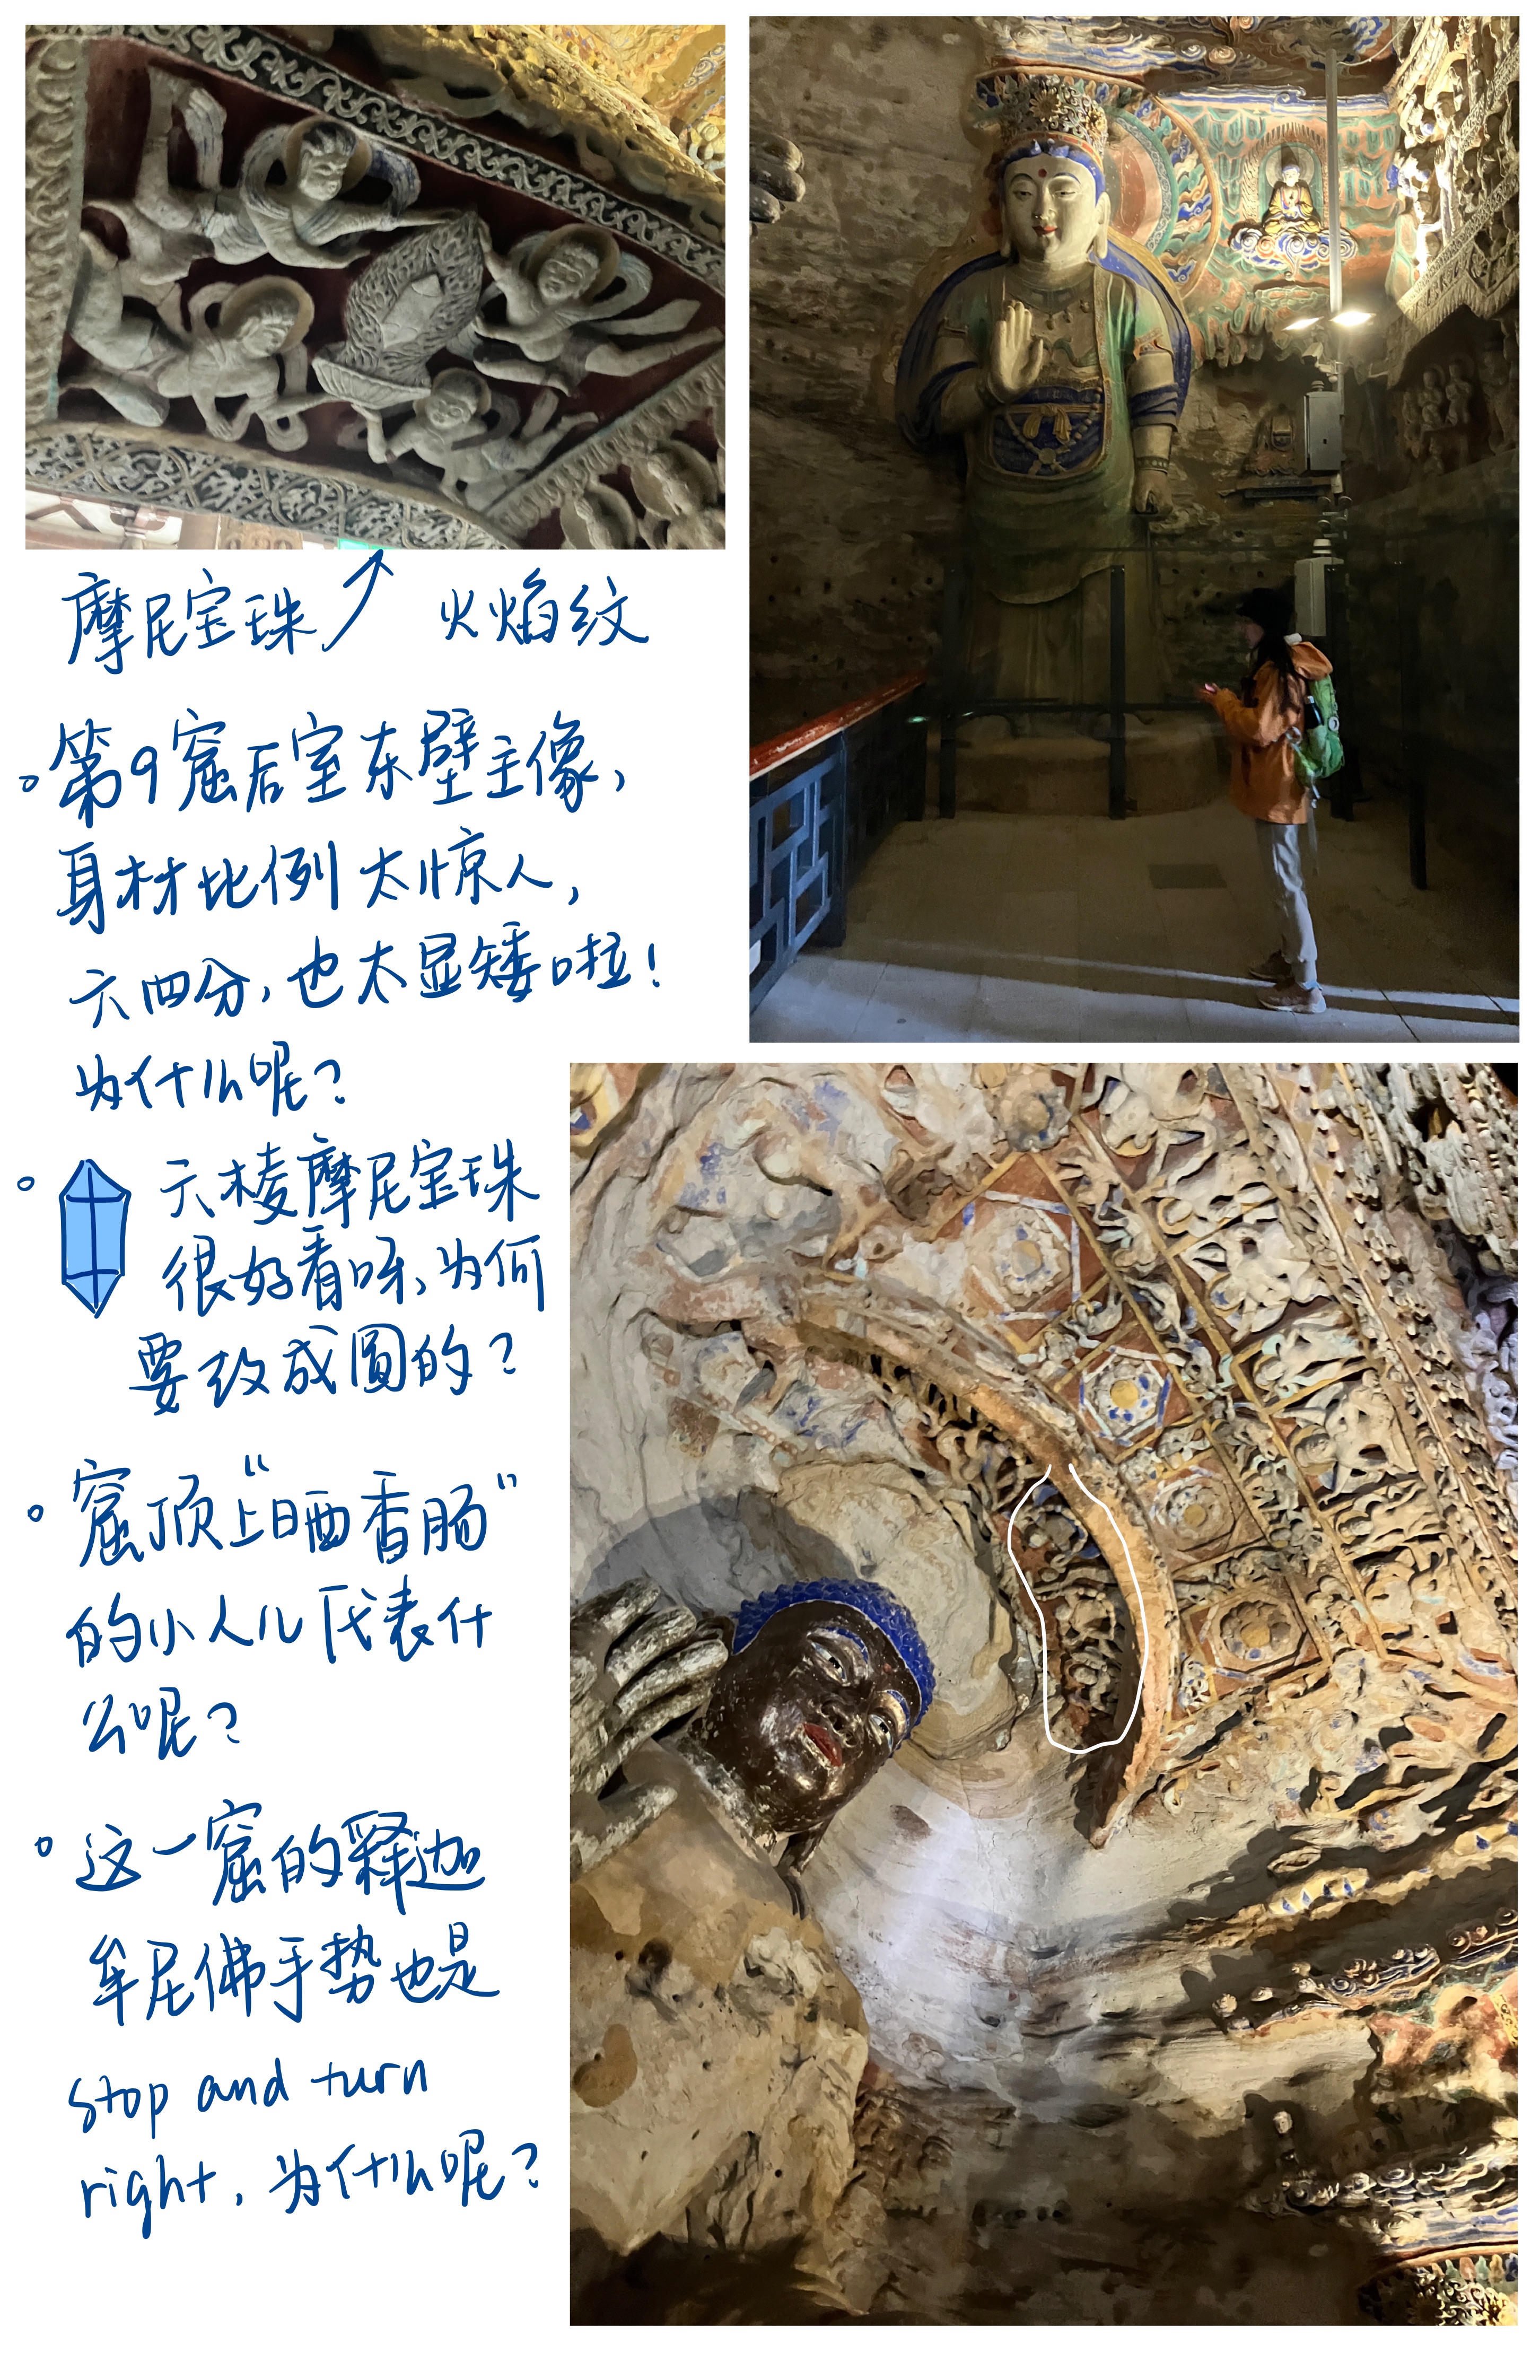 摩尼宝珠↗ 火焰纹
。第9窟后室东壁主像，
身材比例太惊人，
六四分，也太显矮啦！
为什么呢？
。六棱摩尼宝珠
很好看呀，为何
要改成圆的？
。窟顶上"晒香肠"
的小人儿代表什
么呢？
。这一窟的释迦
牟尼佛手势也是
stop and turn
right，为什么呢？